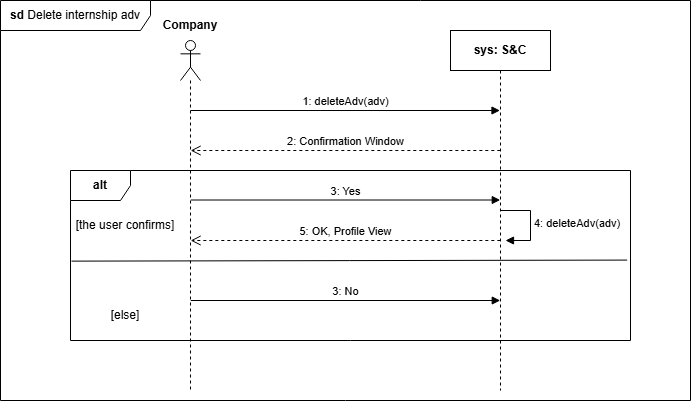 sd Delete internship adv
Company
sys: S&C
1: deleteAdv(adv)
2: Confirmation Window
alt
3: Yes
[the user confirms]
4: deleteAdv(adv)
5: OK, Profile View
3: No
[else]